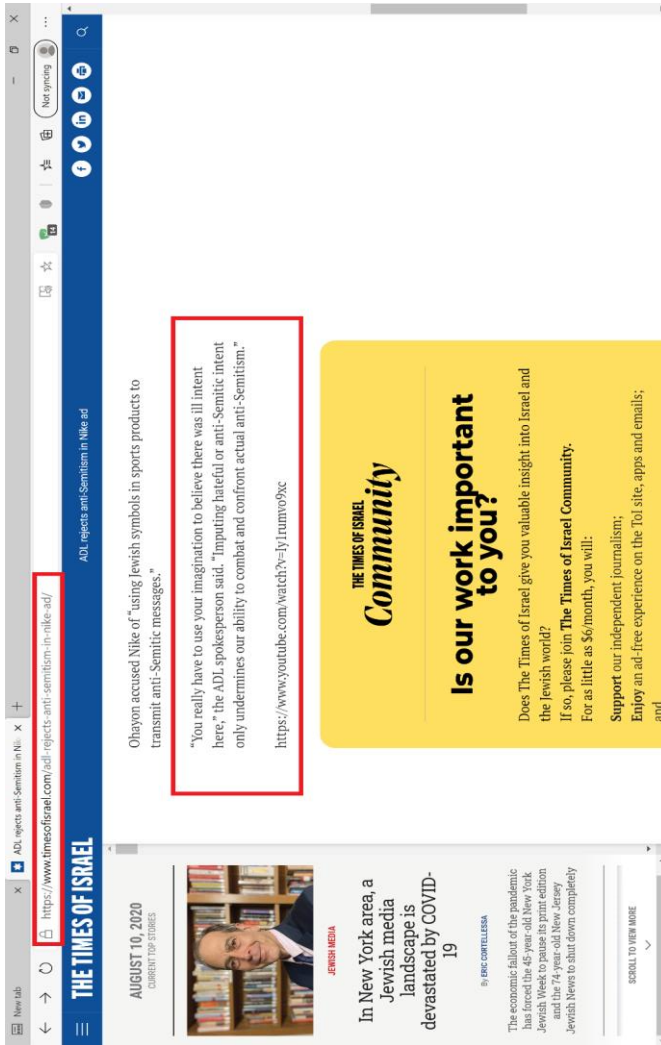 New tab
ADL rejects anti-Semitism in Nik
https://www.timesofisrael.com/adl-rejects-anti-semitism-in-nike-ad/
14
Not syncing
THE TIMES OF ISRAEL
ADL rejects anti-Semitism in Nike ad
AUGUST 10, 2020
CURRENT TOP STORIES
JEWISH MEDIA
In New York area, a
Jewish media
landscape is
devastated by COVID-
19
By ERIC CORTELLESSA
The economic fallout of the pandemic
has forced the 45-year-old New York
Jewish Week to pause its print edition
and the 74-year-old New Jersey
Jewish News to shut down completely
SCROLL TO VIEW MORE
Ohayon accused Nike of “using Jewish symbols in sports products to
transmit anti-Semitic messages.”
“You really have to use your imagination to believe there was ill intent
here,” the ADL spokesperson said. “Imputing hateful or anti-Semitic intent
only undermines our ability to combat and confront actual anti-Semitism.”
https://www.youtube.com/watch?v=Iy1rumvo9xc
THE TIMES OF ISRAEL
Community
Is our work important
to you?
Does The Times of Israel give you valuable insight into Israel and
the Jewish world?
If so, please join The Times of Israel Community.
For as little as $6/month, you will:
Support our independent journalism;
Enjoy an ad-free experience on the ToI site, apps and emails;
and